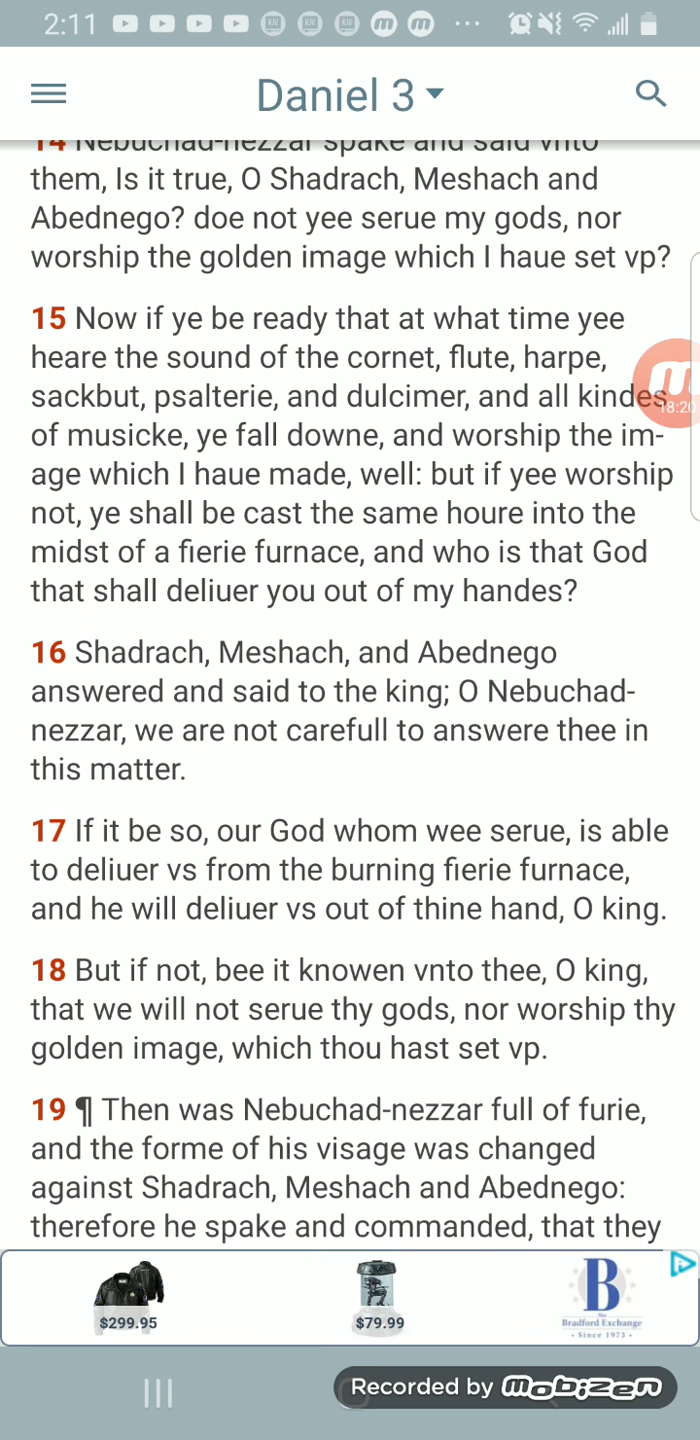 2:11
Daniel 3
14 Nebuchad-nezzar spake and said vnto
them, Is it true, O Shadrach, Meshach and
Abednego? doe not yee serue my gods, nor
worship the golden image which I haue set vp?
15 Now if ye be ready that at what time yee
heare the sound of the cornet, flute, harpe,
sackbut, psalterie, and dulcimer, and all kindes
18:20
of musicke, ye fall downe, and worship the im-
age which I haue made, well: but if yee worship
not, ye shall be cast the same houre into the
midst of a fierie furnace, and who is that God
that shall deliuer you out of my handes?
16 Shadrach, Meshach, and Abednego
answered and said to the king; O Nebuchad-
nezzar, we are not carefull to answere thee in
this matter.
17 If it be so, our God whom wee serue, is able
to deliuer vs from the burning fierie furnace,
and he will deliuer vs out of thine hand, O king.
18 But if not, bee it knowen vnto thee, O king,
that we will not serue thy gods, nor worship thy
golden image, which thou hast set vp.
19 ¶ Then was Nebuchad-nezzar full of furie,
and the forme of his visage was changed
against Shadrach, Meshach and Abednego:
therefore he spake and commanded, that they
$299.95
$79.99
B
The
Bradford Exchange
• Since 1973 •
Recorded by mobizen